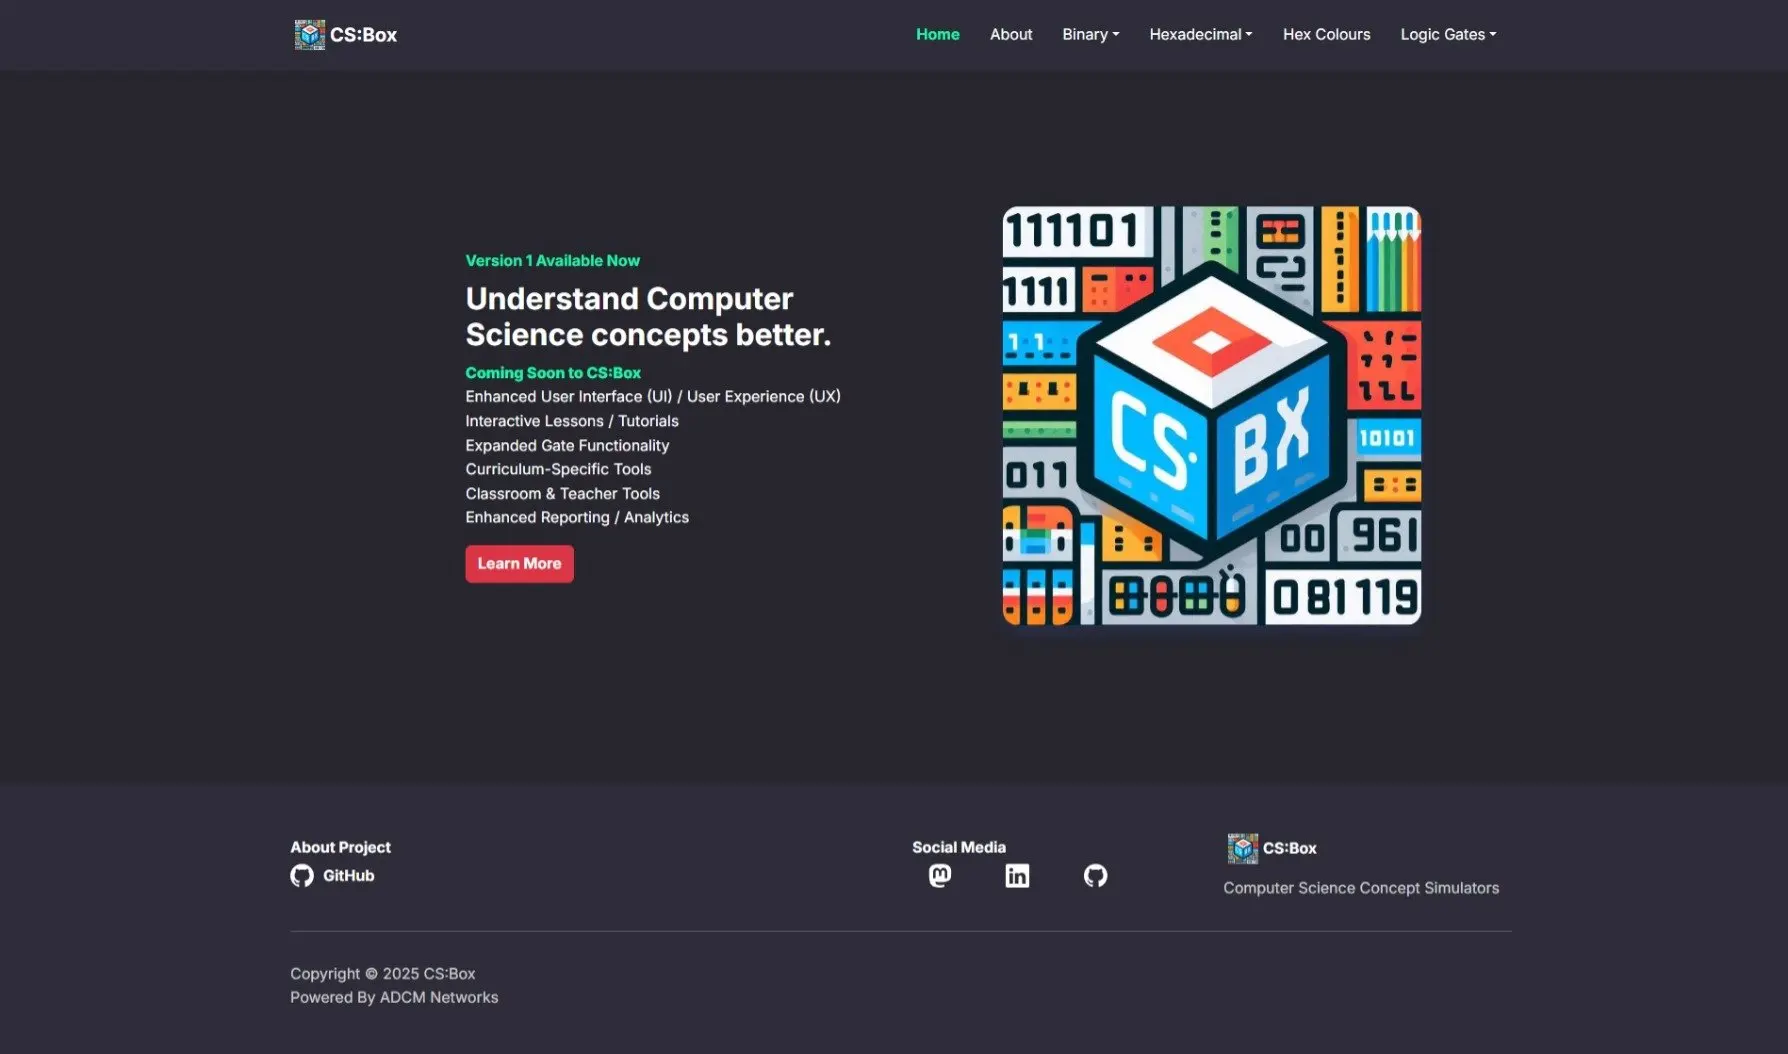 CS:Box
Home
About
Binary
Hexadecimal
Hex Colours
Logic Gates
Version 1 Available Now
Understand Computer
Science concepts better.
Coming Soon to CS:Box
Enhanced User Interface (UI) / User Experience (UX)
Interactive Lessons / Tutorials
Expanded Gate Functionality
Curriculum-Specific Tools
Classroom & Teacher Tools
Enhanced Reporting / Analytics
Learn More
111101
1111
11
CS.
BX
10101
011
00
.961
081119
About Project
GitHub
Social Media
CS:Box
Computer Science Concept Simulators
Copyright © 2025 CS:Box
Powered By ADCM Networks